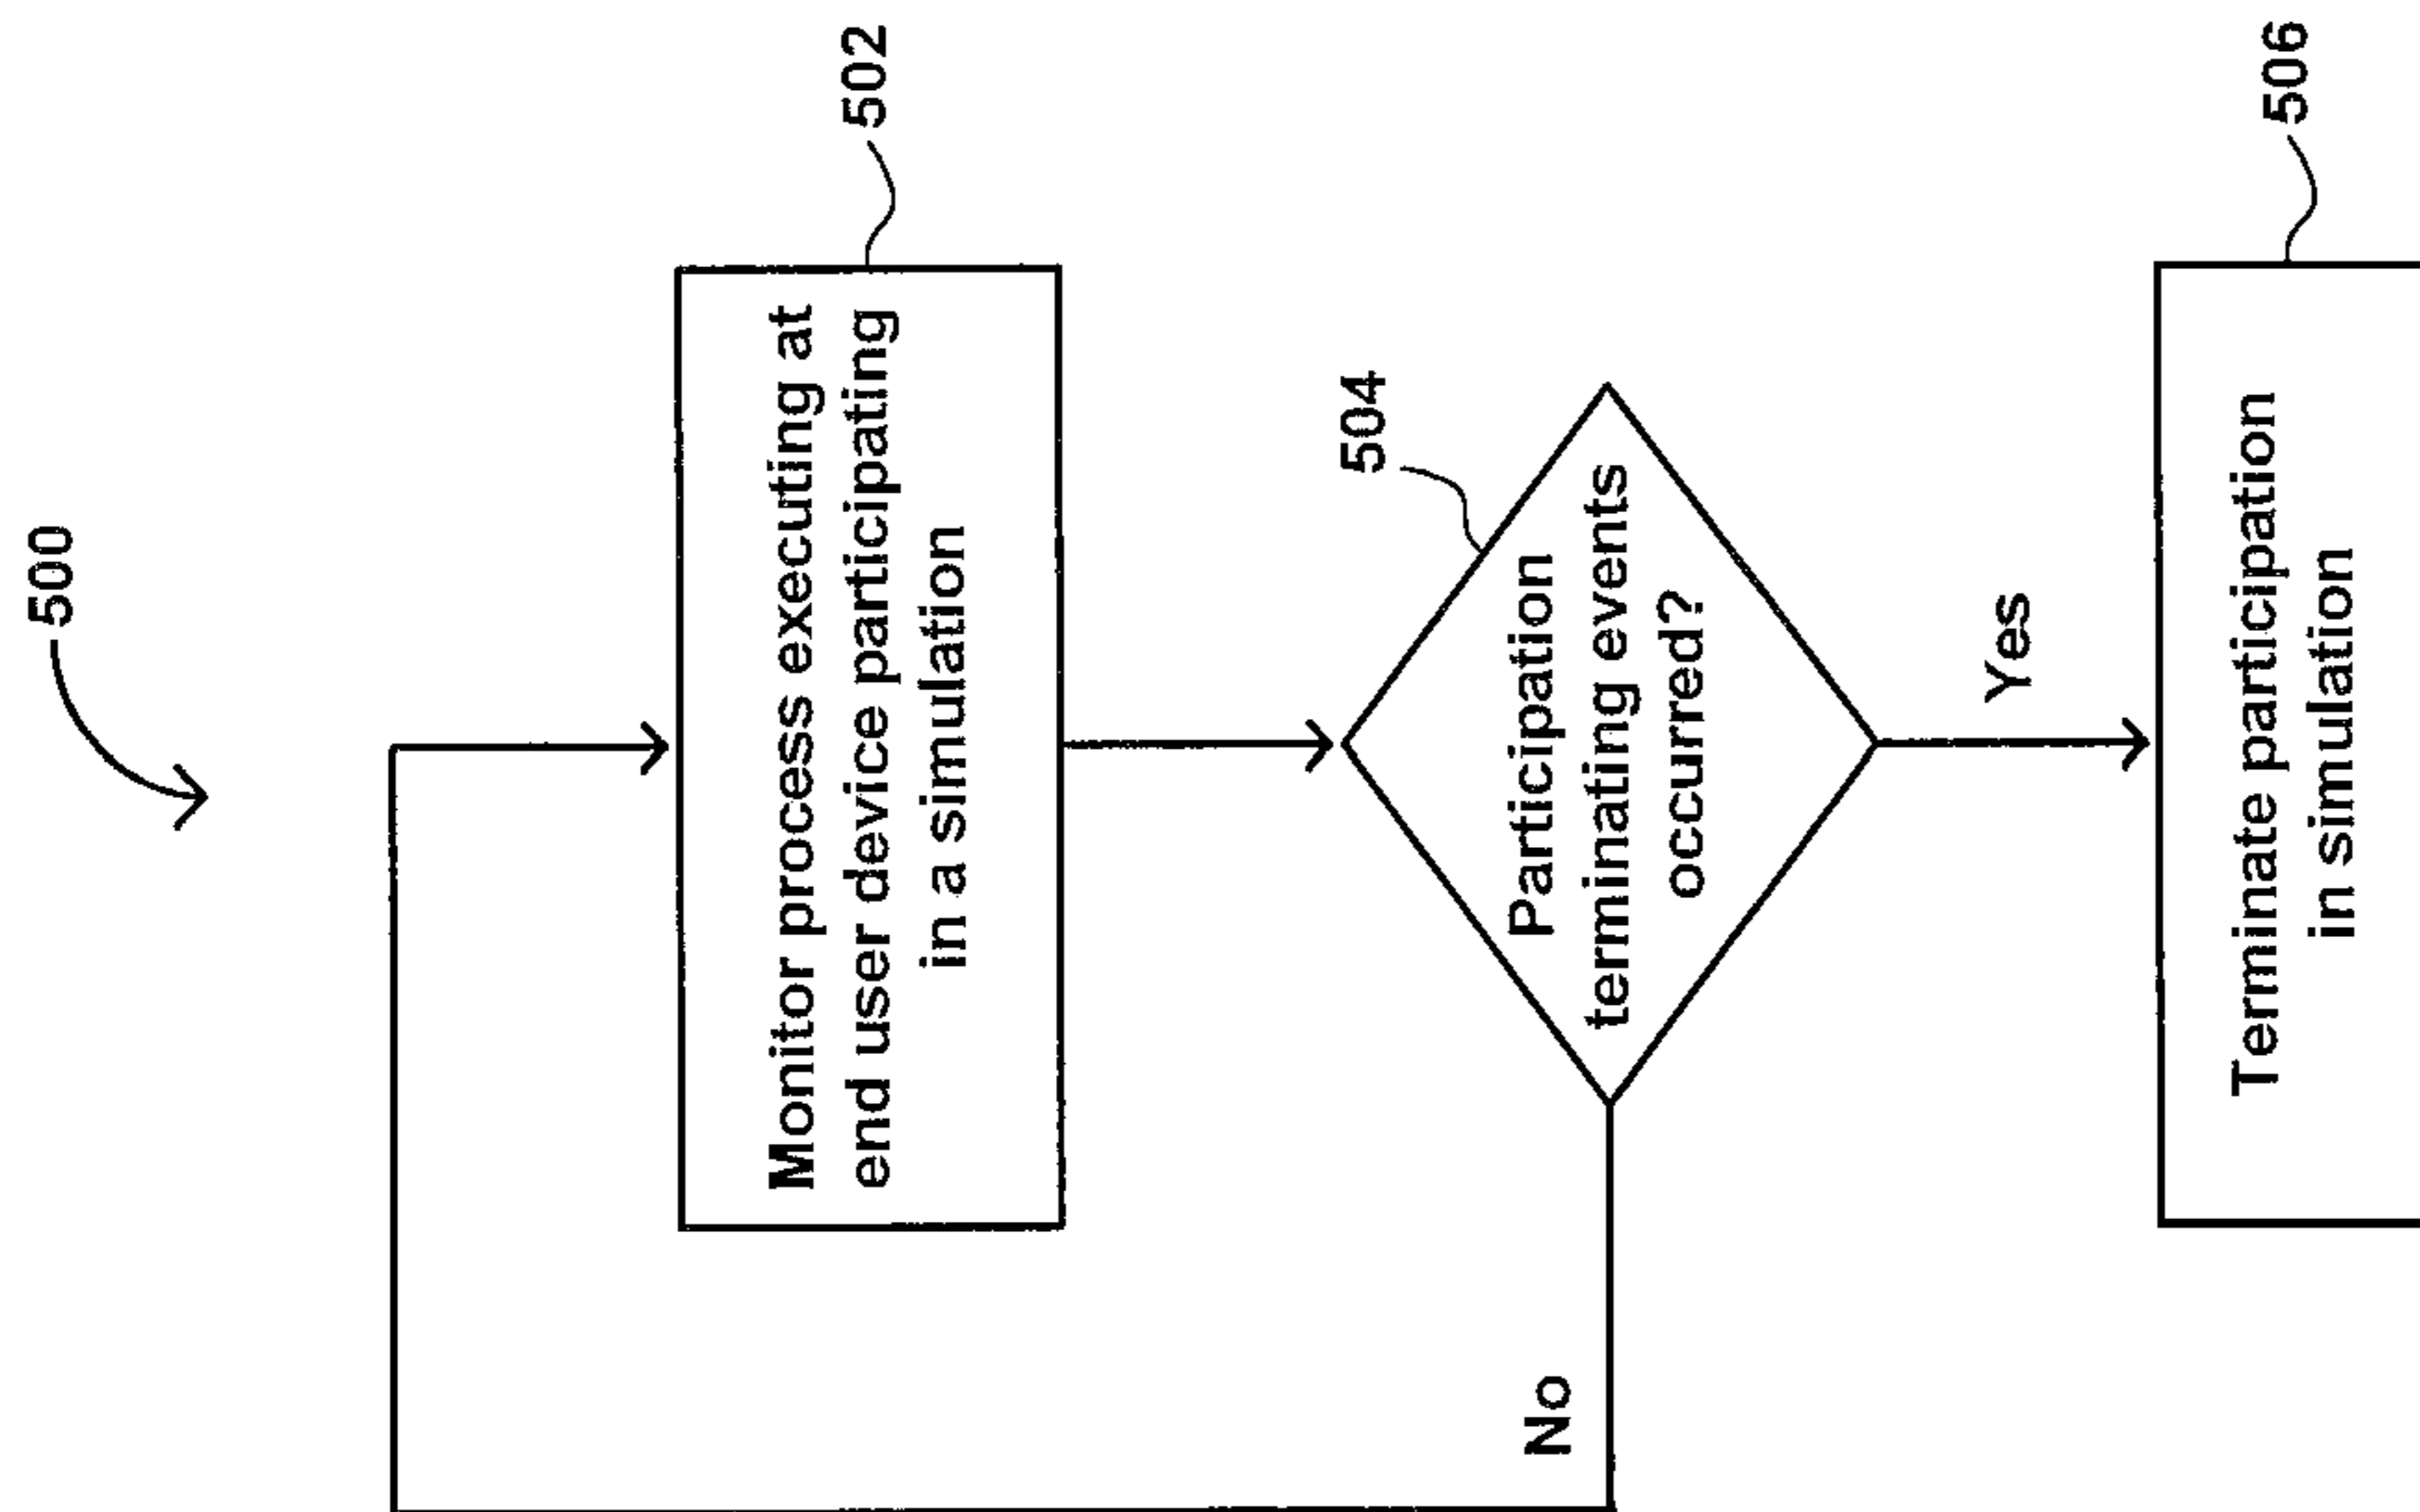 500
Monitor process executing at
end user device participating
in a simulation
502
504
Participation
terminating events
occurred?
No
Yes
Terminate participation
in simulation
506